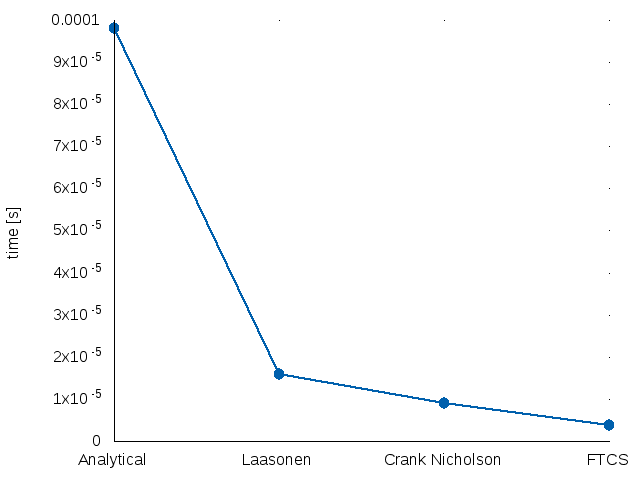 0.0001
9x10⁻⁵
8x10⁻⁵
7x10⁻⁵
6x10⁻⁵
5x10⁻⁵
4x10⁻⁵
3x10⁻⁵
2x10⁻⁵
1x10⁻⁵
0
time [s]
Analytical Laasonen Crank Nicholson FTCS